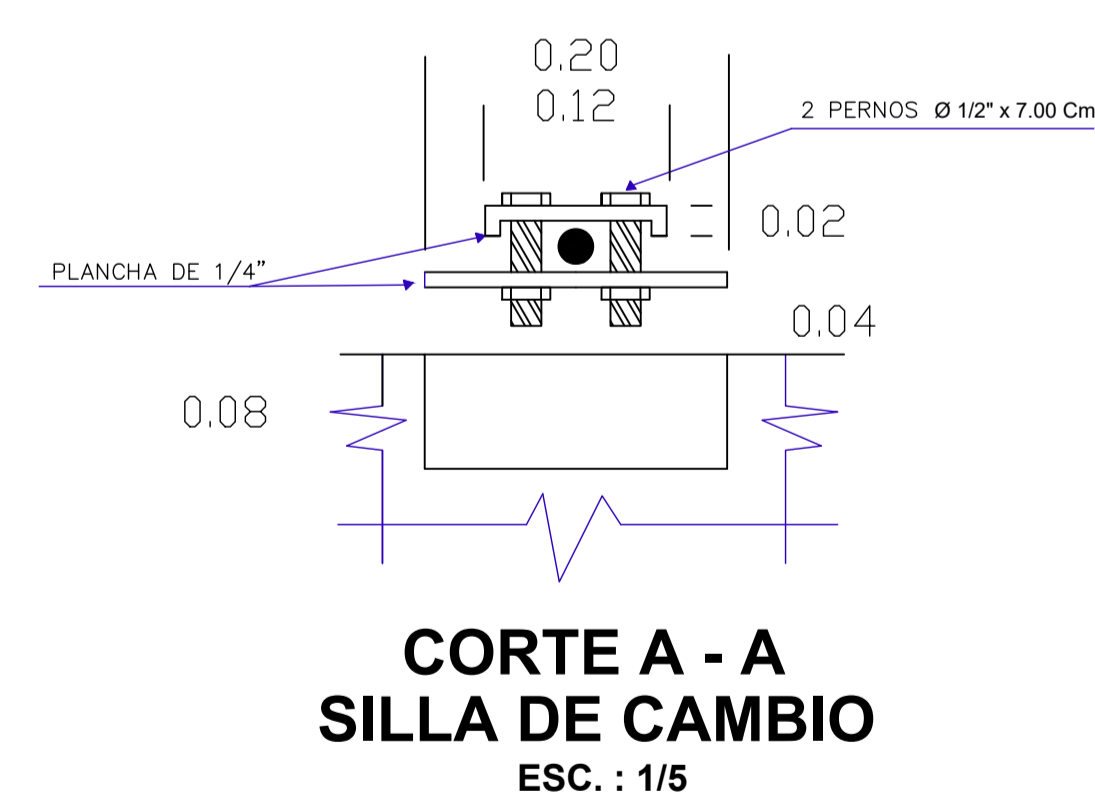 0.20
0.12
2 PERNOS Ø 1/2" x 7.00 Cm
0.02
PLANCHA DE 1/4"
0.04
0.08
CORTE A - A
SILLA DE CAMBIO
ESC. : 1/5